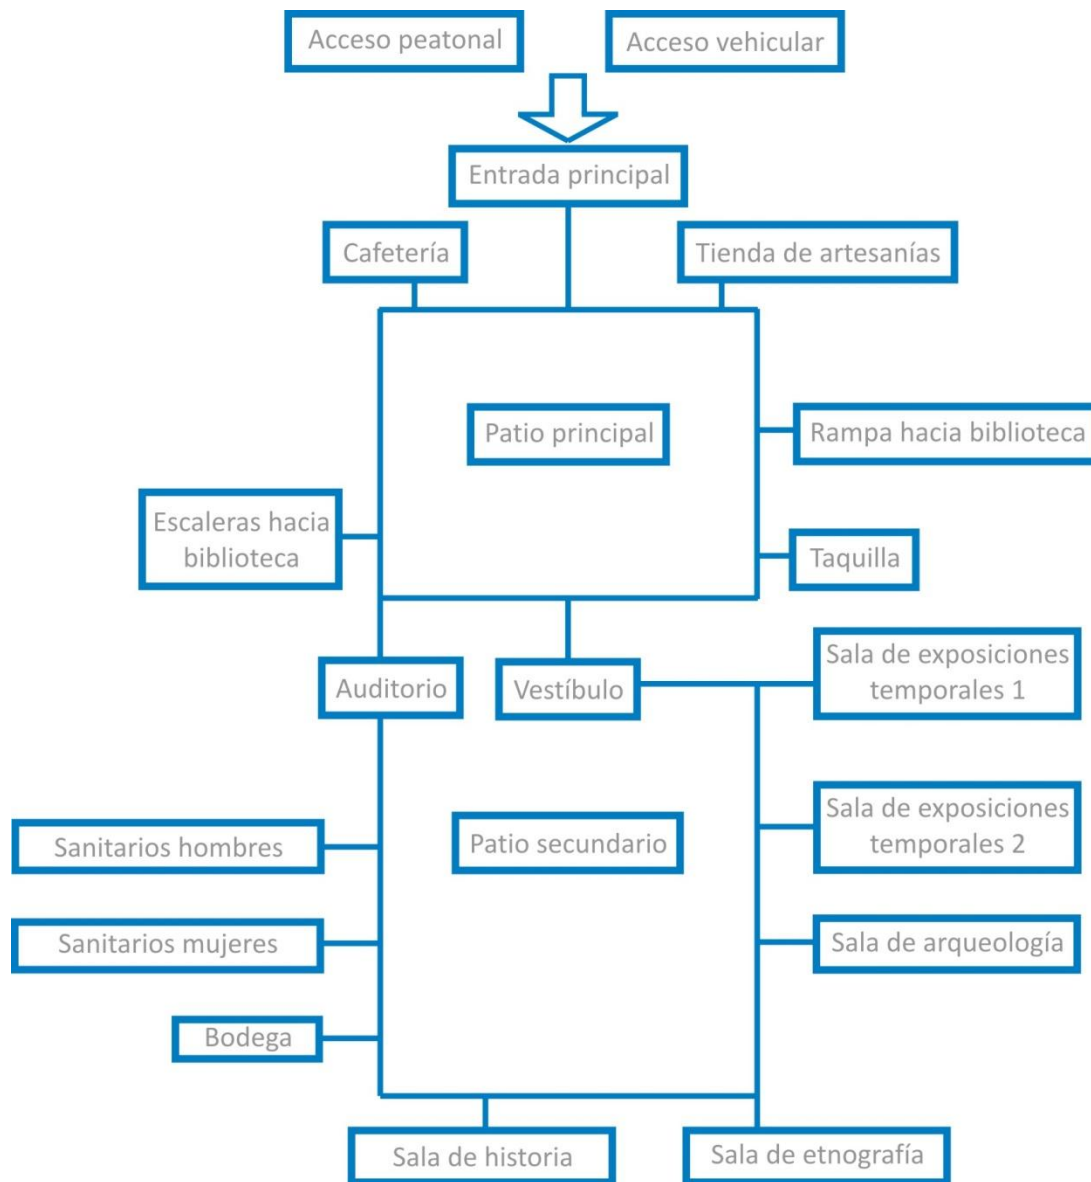 Acceso peatonal
Acceso vehicular
Entrada principal
Cafetería
Tienda de artesanías
Patio principal
Rampa hacia biblioteca
Escaleras hacia
biblioteca
Taquilla
Auditorio
Vestíbulo
Sala de exposiciones
temporales 1
Sanitarios hombres
Patio secundario
Sala de exposiciones
temporales 2
Sanitarios mujeres
Sala de arqueología
Bodega
Sala de historia
Sala de etnografía